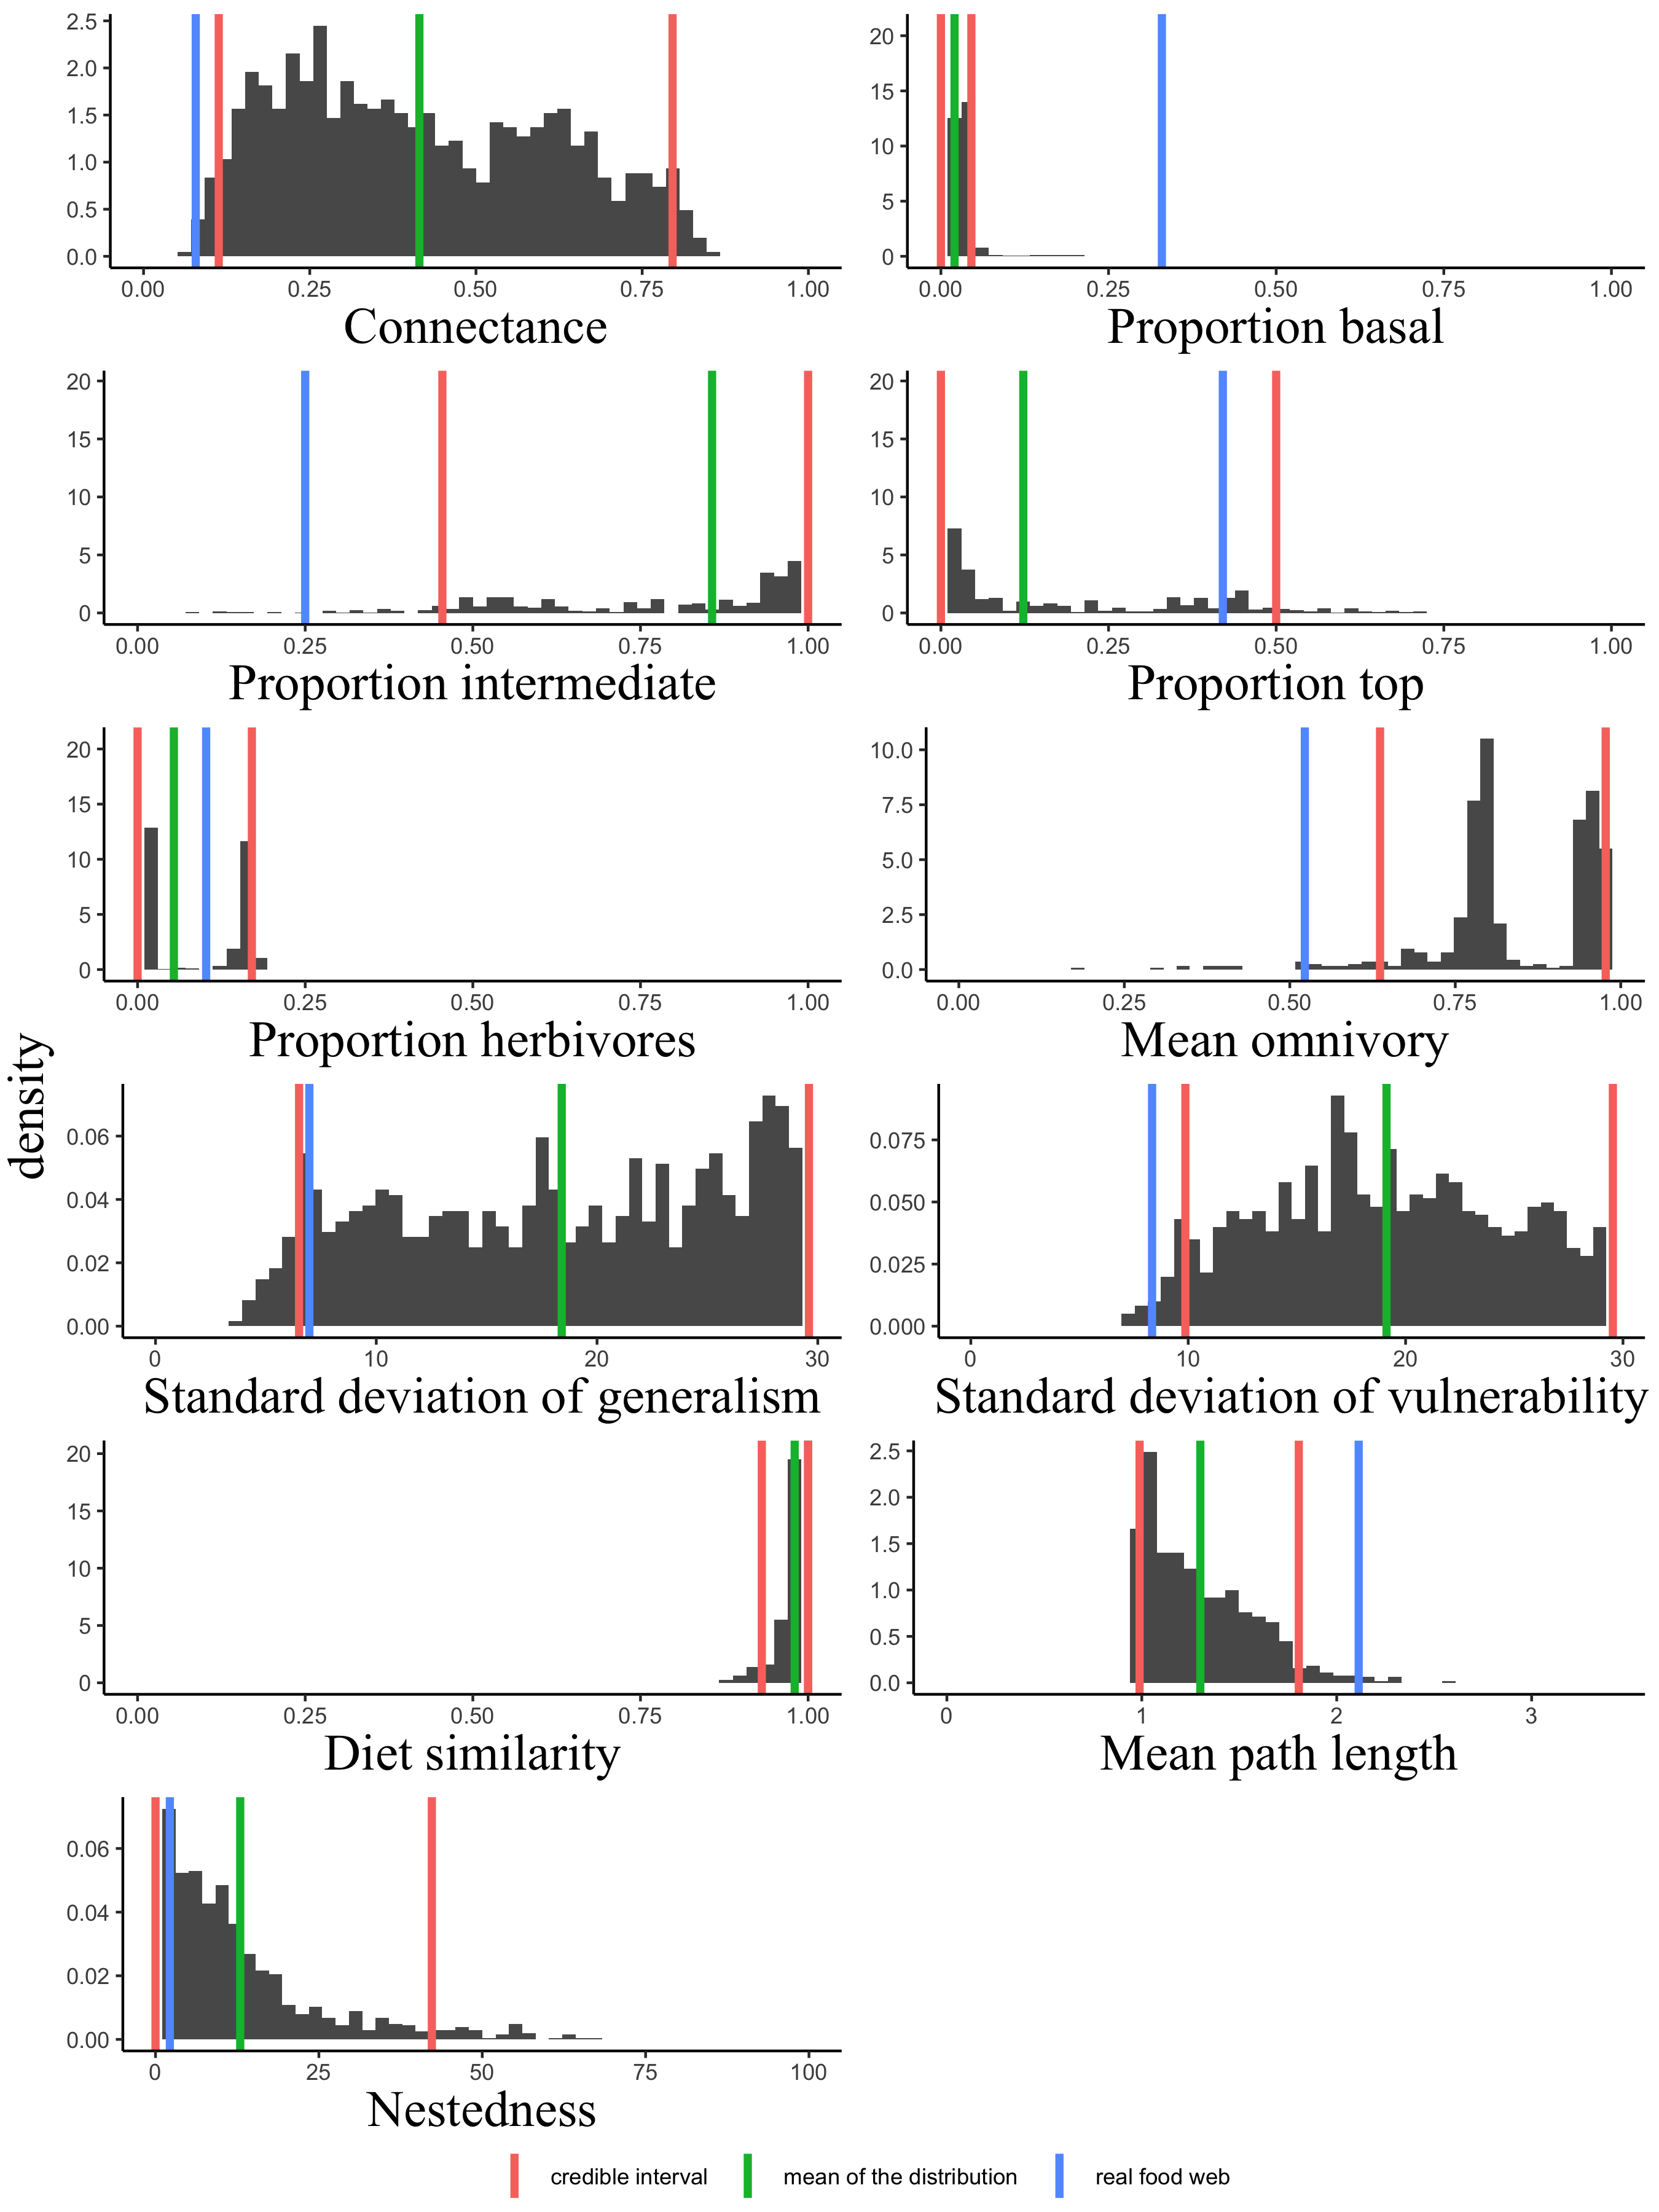 2.5
2.0
1.5
1.0
0.5
0.0
0.00 0.25 0.50 0.75 1.00
Connectance
20
15
10
5
0
0.00 0.25 0.50 0.75 1.00
Proportion basal
20
15
10
5
0
0.00 0.25 0.50 0.75 1.00
Proportion intermediate
20
15
10
5
0
0.00 0.25 0.50 0.75 1.00
Proportion top
20
15
10
5
0
0.00 0.25 0.50 0.75 1.00
Proportion herbivores
10.0
7.5
5.0
2.5
0.0
0.00 0.25 0.50 0.75 1.00
Mean omnivory
density
0.06
0.04
0.02
0.00
0 10 20 30
Standard deviation of generalism
0.075
0.050
0.025
0.000
0 10 20 30
Standard deviation of vulnerability
20
15
10
5
0
0.00 0.25 0.50 0.75 1.00
Diet similarity
2.5
2.0
1.5
1.0
0.5
0.0
0 1 2 3
Mean path length
0.06
0.04
0.02
0.00
0 25 50 75 100
Nestedness
credible interval mean of the distribution real food web